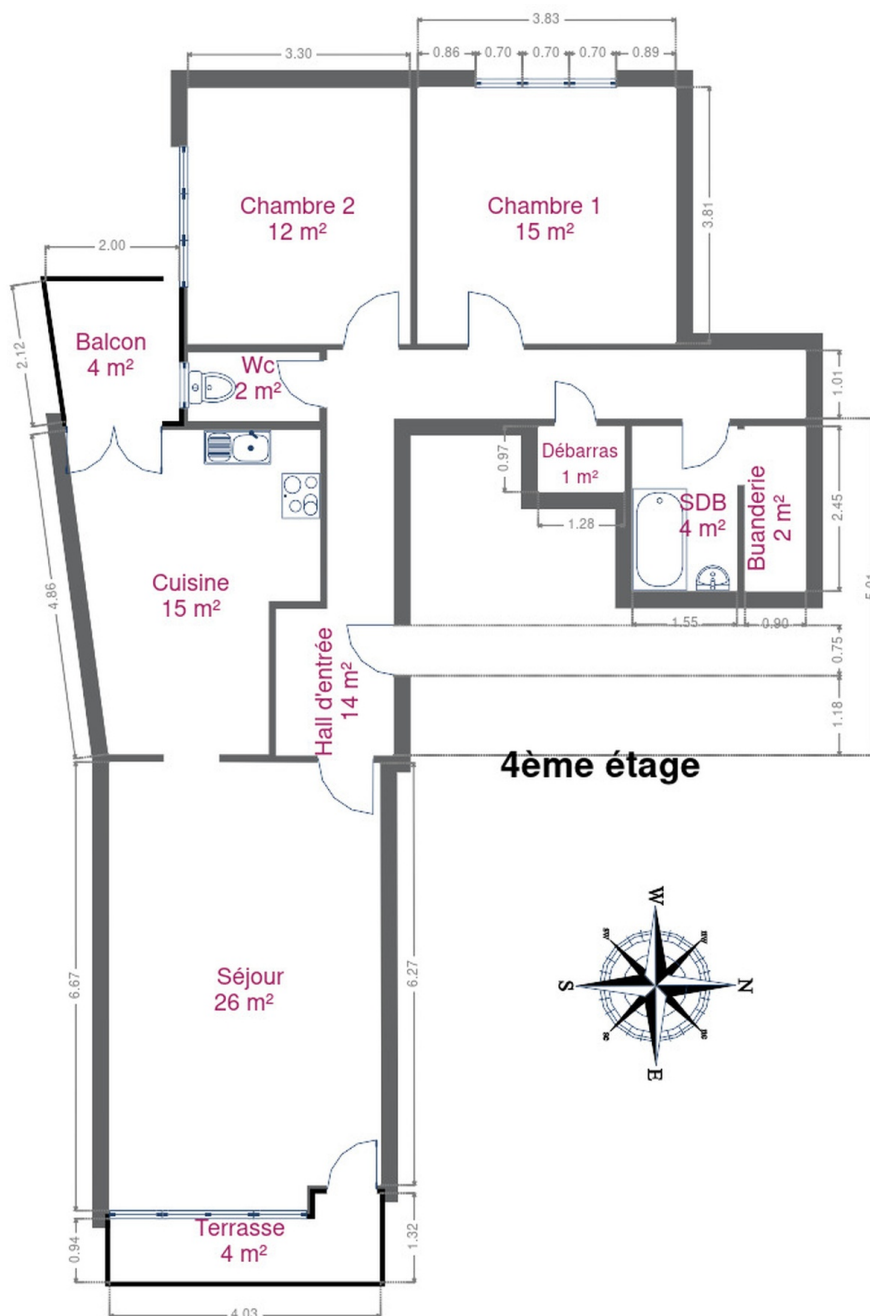 3.83
3.30
0.86
0.70
0.70
0.70
0.89
Chambre 2
12 m²
Chambre 1
15 m²
3.81
2.00
Balcon
4 m²
2.12
Wc
2 m²
1.01
Débarras
1 m²
0.97
1.28
SDB
4 m²
Buanderie
2 m²
2.45
4.86
Cuisine
15 m²
1.55
0.90
0.75
Hall d'entrée
14 m²
1.18
4ème étage
W
S
N
E
sw
nw
se
ne
6.67
Séjour
26 m²
6.27
Terrasse
4 m²
0.94
1.32
4.03